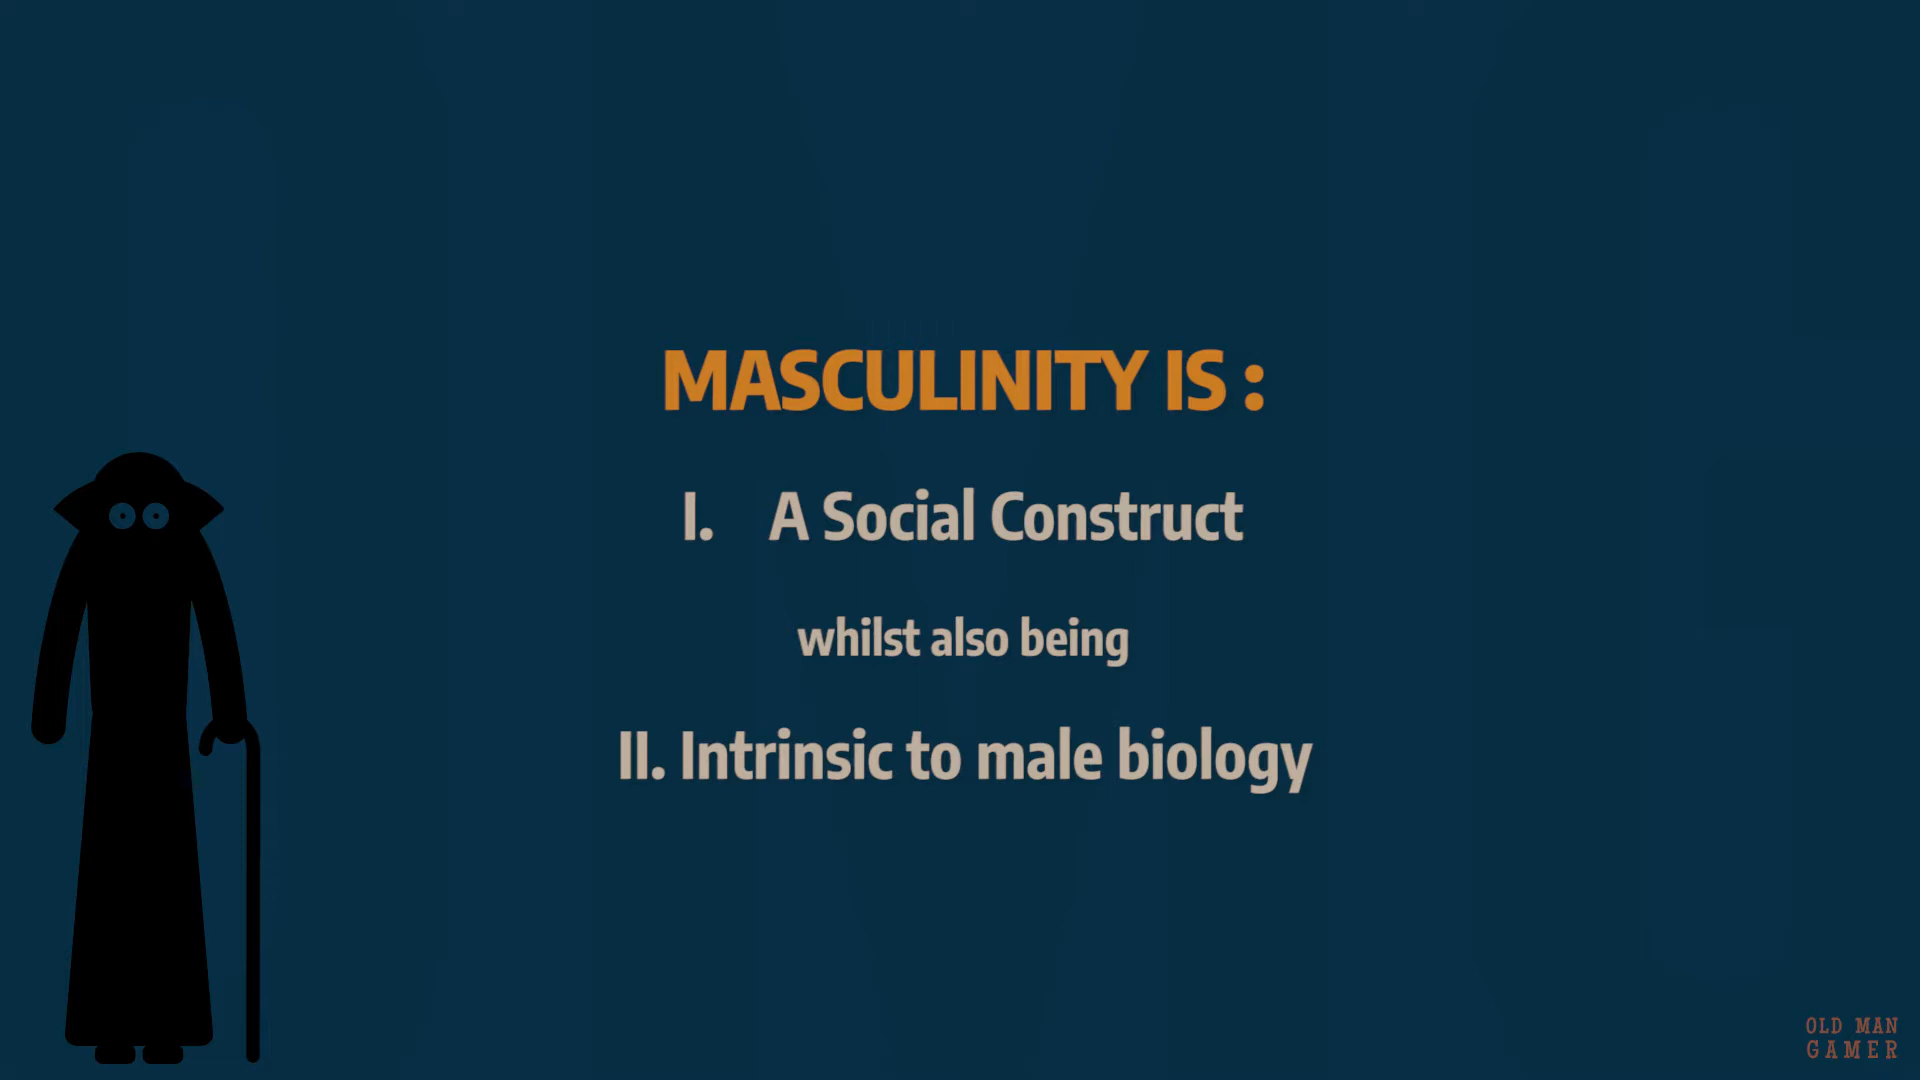 MASCULINITY IS :
I. A Social Construct
whilst also being
II. Intrinsic to male biology
OLD MAN
GAMER